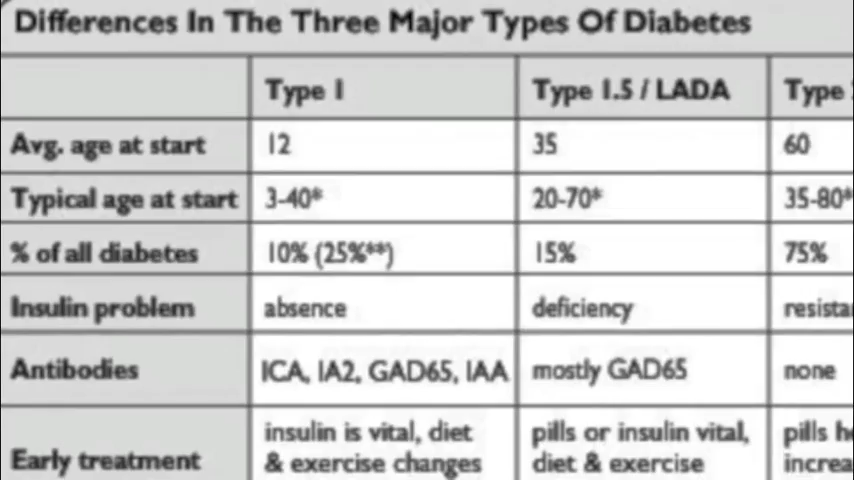 Differences In The Three Major Types Of Diabetes
Type 1 Type 1.5 / LADA Type
Avg. age at start 12 35 60
Typical age at start 3-40* 20-70* 35-80*
% of all diabetes 10% (25%**) 15% 75%
Insulin problem absence deficiency
Antibodies ICA, IA2, GAD65, IAA mostly GAD65 none
Early treatment insulin is vital, diet & exercise changes pills or insulin vital, diet & exercise pills